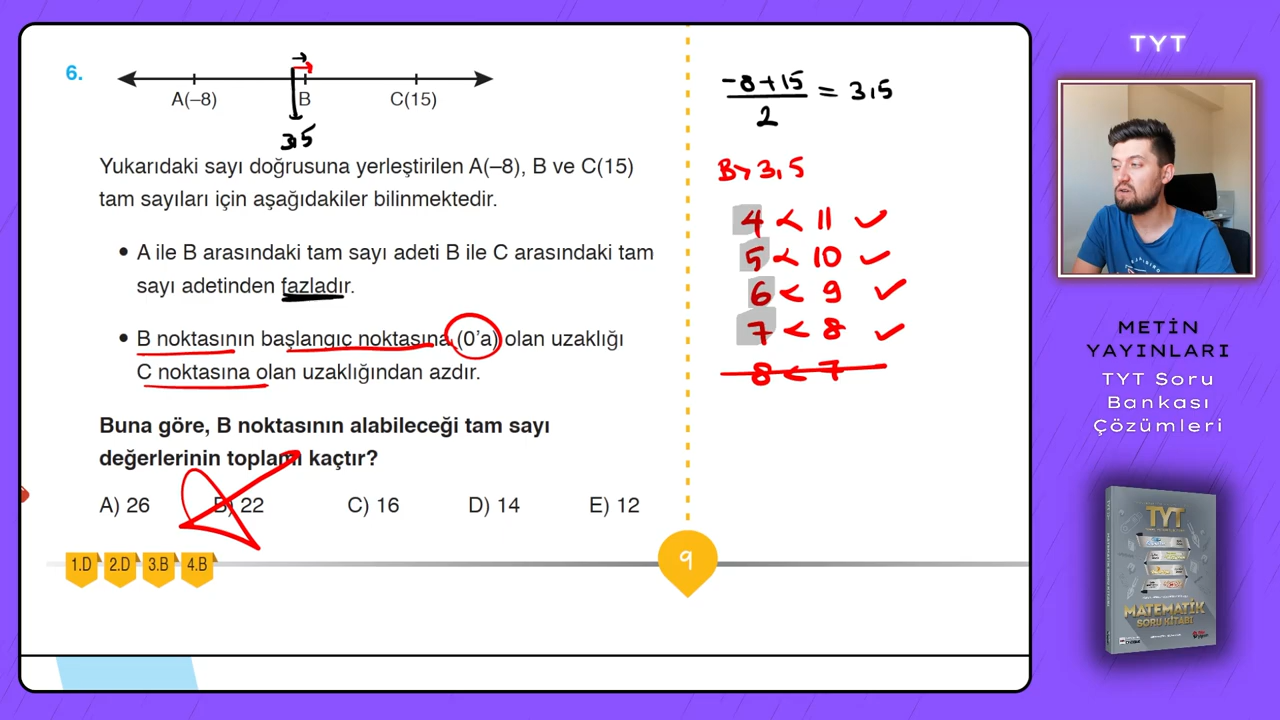 TYT
6.
A(–8)
B
C(15)
3,5
Yukarıdaki sayı doğrusuna yerleştirilen A(–8), B ve C(15)
tam sayıları için aşağıdakiler bilinmektedir.
• A ile B arasındaki tam sayı adeti B ile C arasındaki tam
sayı adetinden fazladır.
• B noktasının başlangıç noktasına (0'a) olan uzaklığı
C noktasına olan uzaklığından azdır.
Buna göre, B noktasının alabileceği tam sayı
değerlerinin toplamı kaçtır?
A) 26 B) 22 C) 16 D) 14 E) 12
1.D 2.D 3.B 4.B
9
-8+15
2
= 3,5
B > 3,5
4 < 11 ✓
5 < 10 ✓
6 < 9 ✓
7 < 8 ✓
8 < 7
METİN
YAYINLARI
TYT Soru
Bankası
Çözümleri
TYT
MATEMATİK
SORU KİTABI